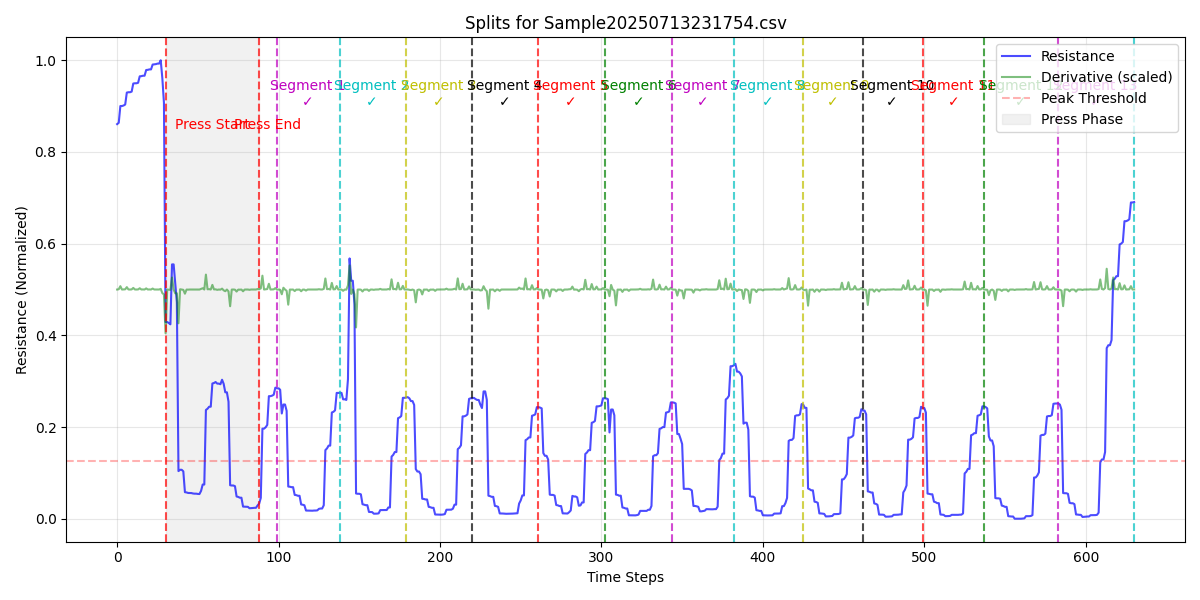 Splits for Sample20250713231754.csv
Segment 1
Segment 2
Segment 3
Segment 4
Segment 5
Segment 6
Segment 7
Segment 8
Segment 9
Segment 10
Segment 11
Segment 12
Segment 13
✓ ✓ ✓ ✓ ✓ ✓ ✓ ✓ ✓ ✓ ✓ ✓
Press Start
Press End
Resistance
Derivative (scaled)
Peak Threshold
Press Phase
Resistance (Normalized)
1.0
0.8
0.6
0.4
0.2
0.0
0 100 200 300 400 500 600
Time Steps